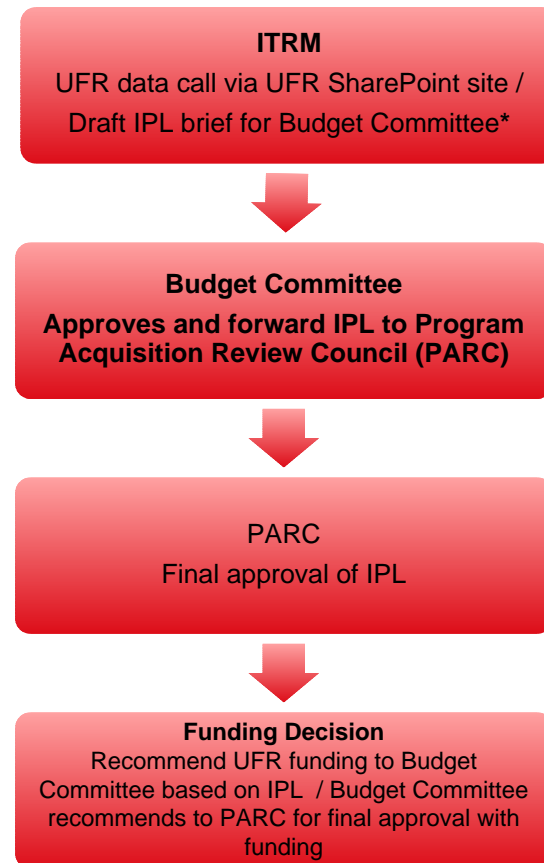 ITRM
UFR data call via UFR SharePoint site /
Draft IPL brief for Budget Committee*
Budget Committee
Approves and forward IPL to Program
Acquisition Review Council (PARC)
PARC
Final approval of IPL
Funding Decision
Recommend UFR funding to Budget
Committee based on IPL / Budget Committee
recommends to PARC for final approval with
funding